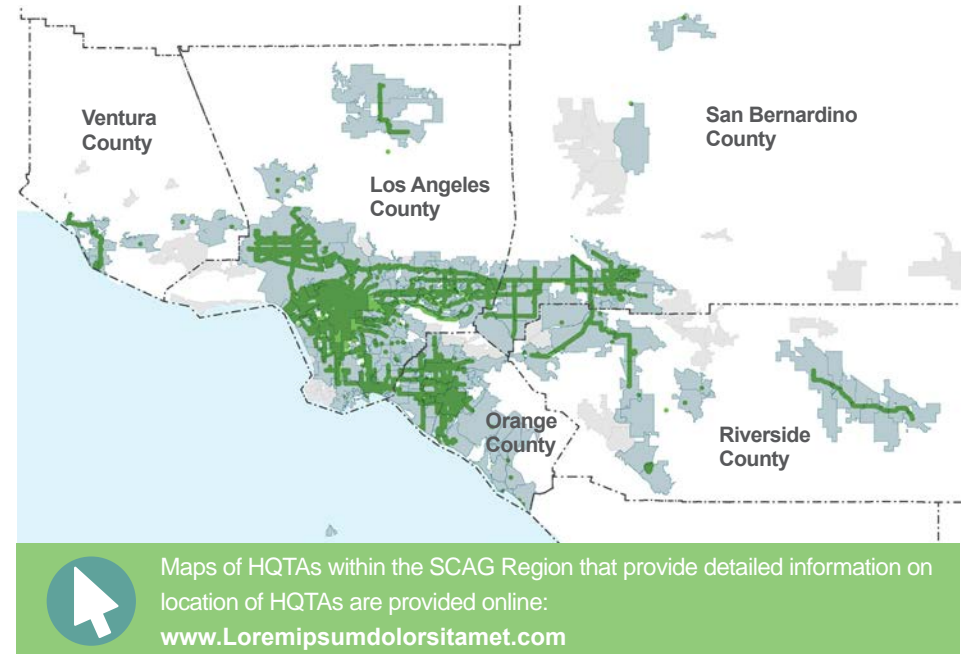 Ventura
County
San Bernardino
County
Los Angeles
County
Orange
County
Riverside
County
Maps of HQTAs within the SCAG Region that provide detailed information on
location of HQTAs are provided online:
www.Loremipsumdolorsitamet.com